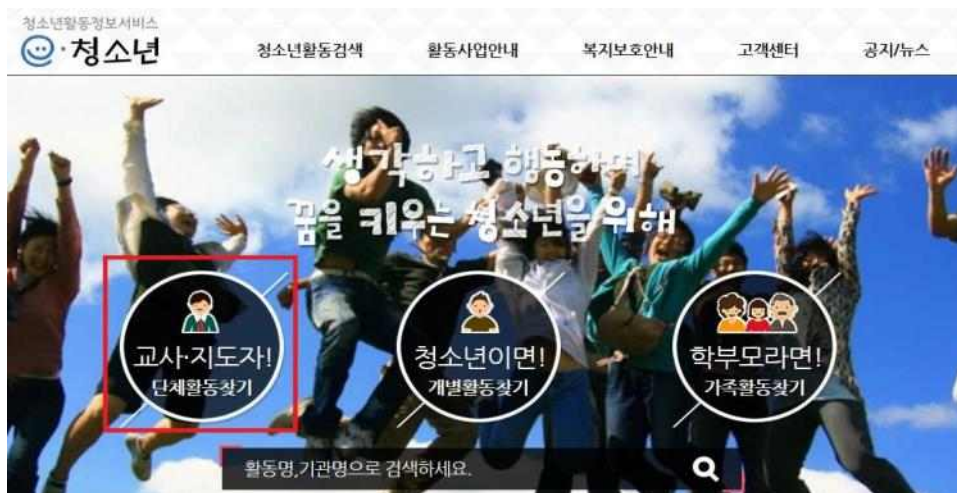 청소년활동정보서비스
e·청소년
청소년활동검색 활동사업안내 복지보호안내 고객센터 공지/뉴스
생각하고 행동하며
꿈을 키우는 청소년을 위해
교사·지도자!
단체활동찾기
청소년이면!
개별활동찾기
학부모라면!
가족활동찾기
활동명,기관명으로 검색하세요.